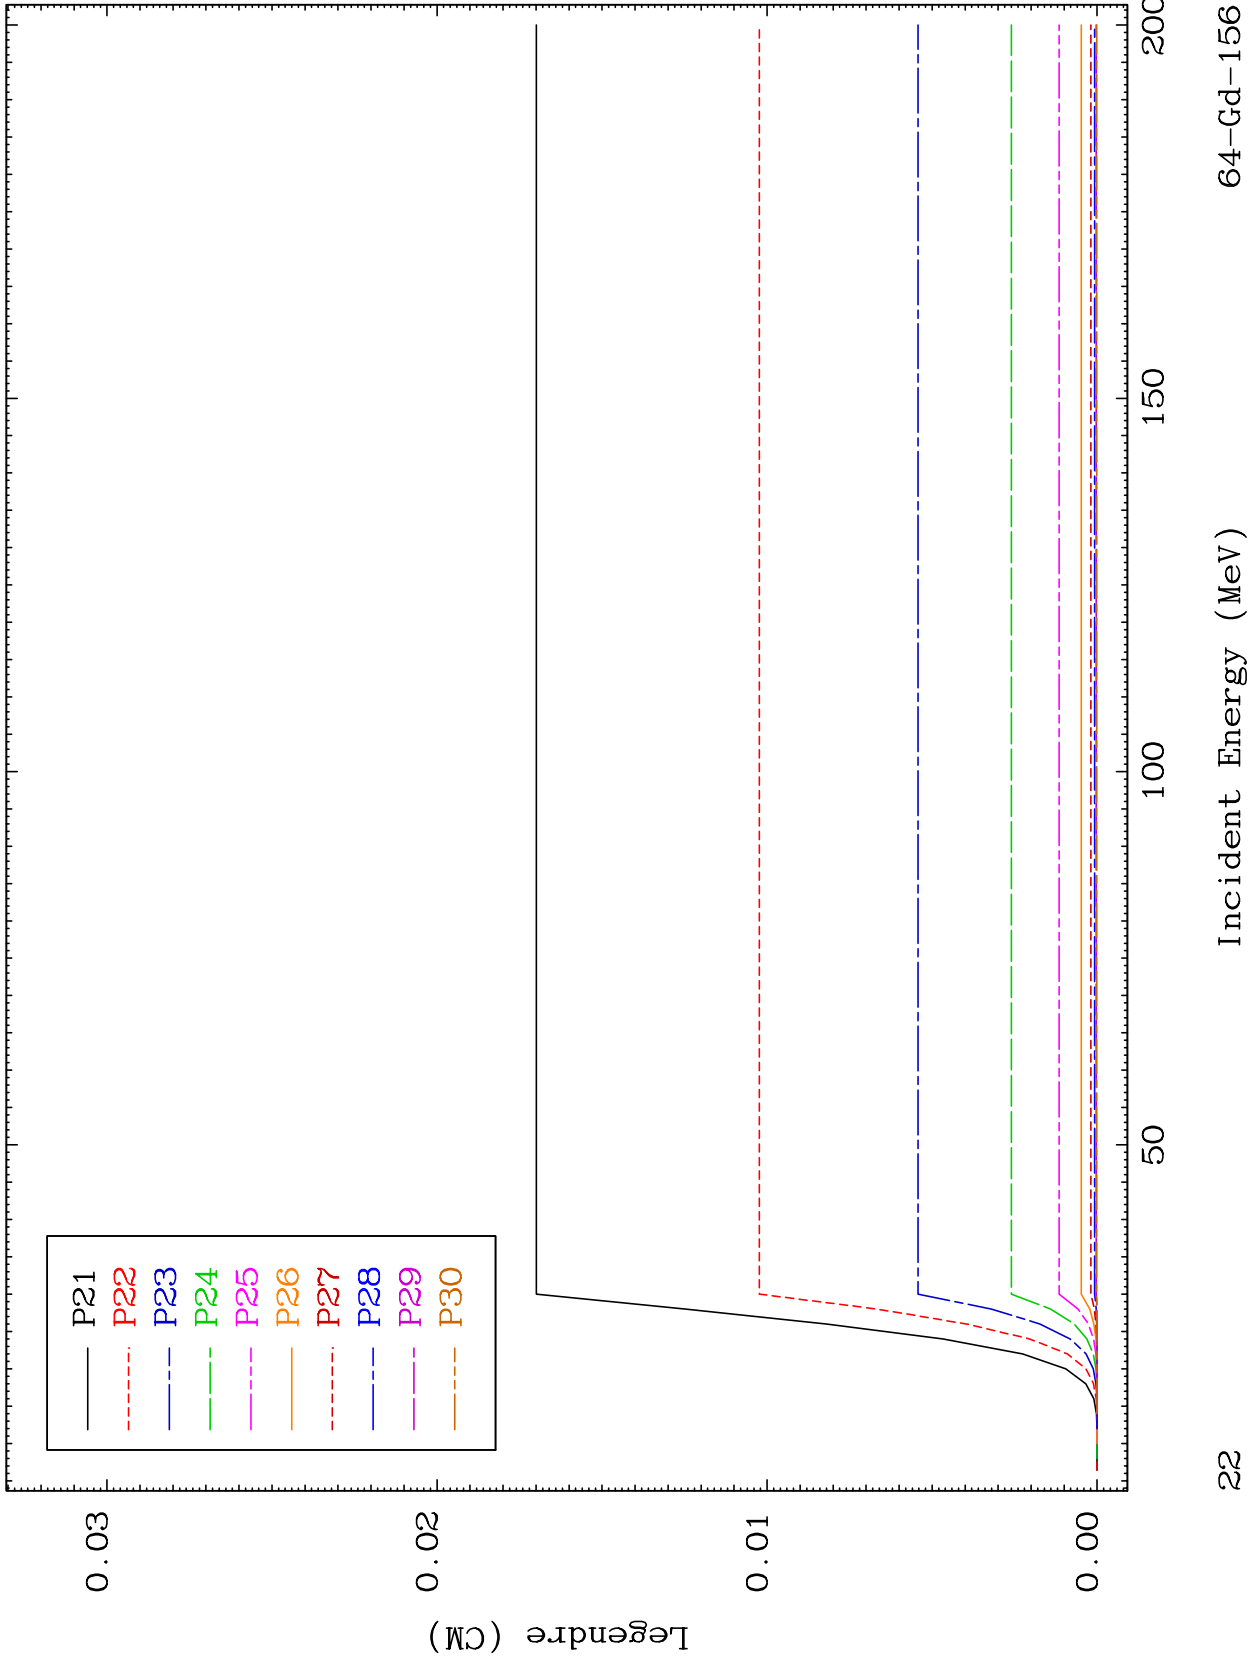 0.03
0.02
0.01
0.00
Legendre (CM)
P21
P22
P23
P24
P25
P26
P27
P28
P29
P30
50
100
150
200
Incident Energy (MeV)
22
64-Gd-156